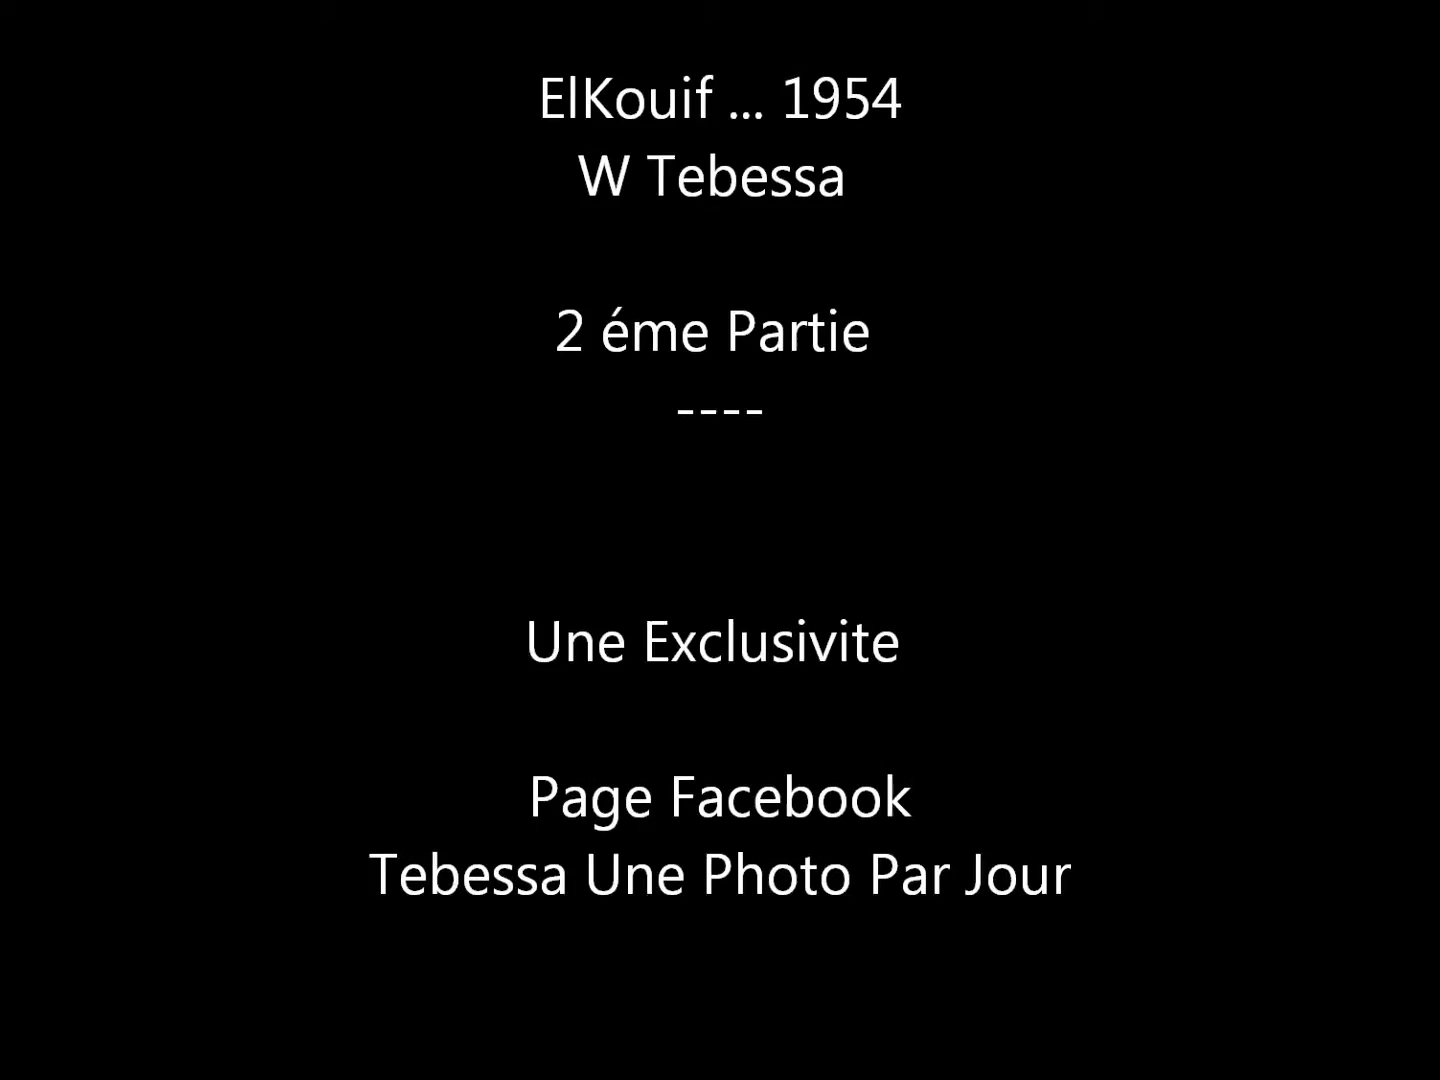 ElKouif ... 1954
W Tebessa
2 éme Partie
----
Une Exclusivite
Page Facebook
Tebessa Une Photo Par Jour